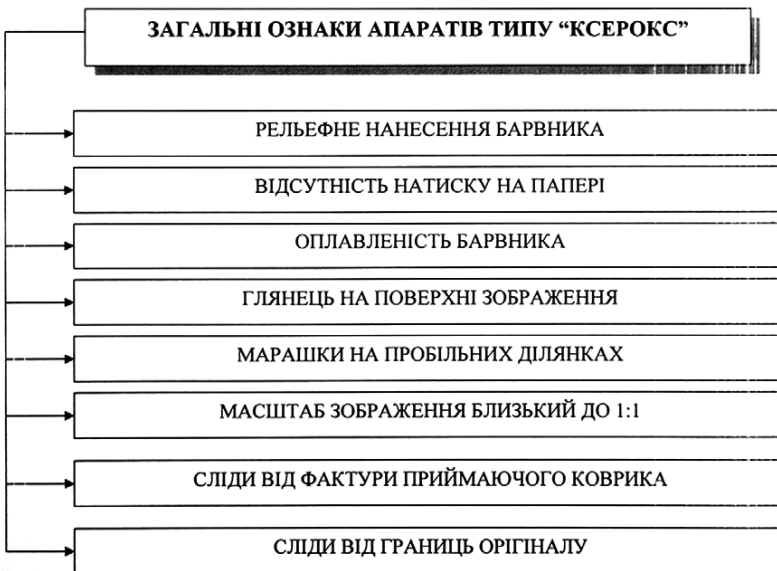 ЗАГАЛЬНІ ОЗНАКИ АПАРАТІВ ТИПУ “КСЕРОКС”
РЕЛЬЕФНЕ НАНЕСЕННЯ БАРВНИКА
ВІДСУТНІСТЬ НАТИСКУ НА ПАПЕРІ
ОПЛАВЛЕНІСТЬ БАРВНИКА
ГЛЯНЕЦЬ НА ПОВЕРХНІ ЗОБРАЖЕННЯ
МАРАШКИ НА ПРОБІЛЬНИХ ДІЛЯНКАХ
МАСШТАБ ЗОБРАЖЕННЯ БЛИЗЬКИЙ ДО 1:1
СЛІДИ ВІД ФАКТУРИ ПРИЙМАЮЧОГО КОВРИКА
СЛІДИ ВІД ГРАНИЦЬ ОРІГІНАЛУ